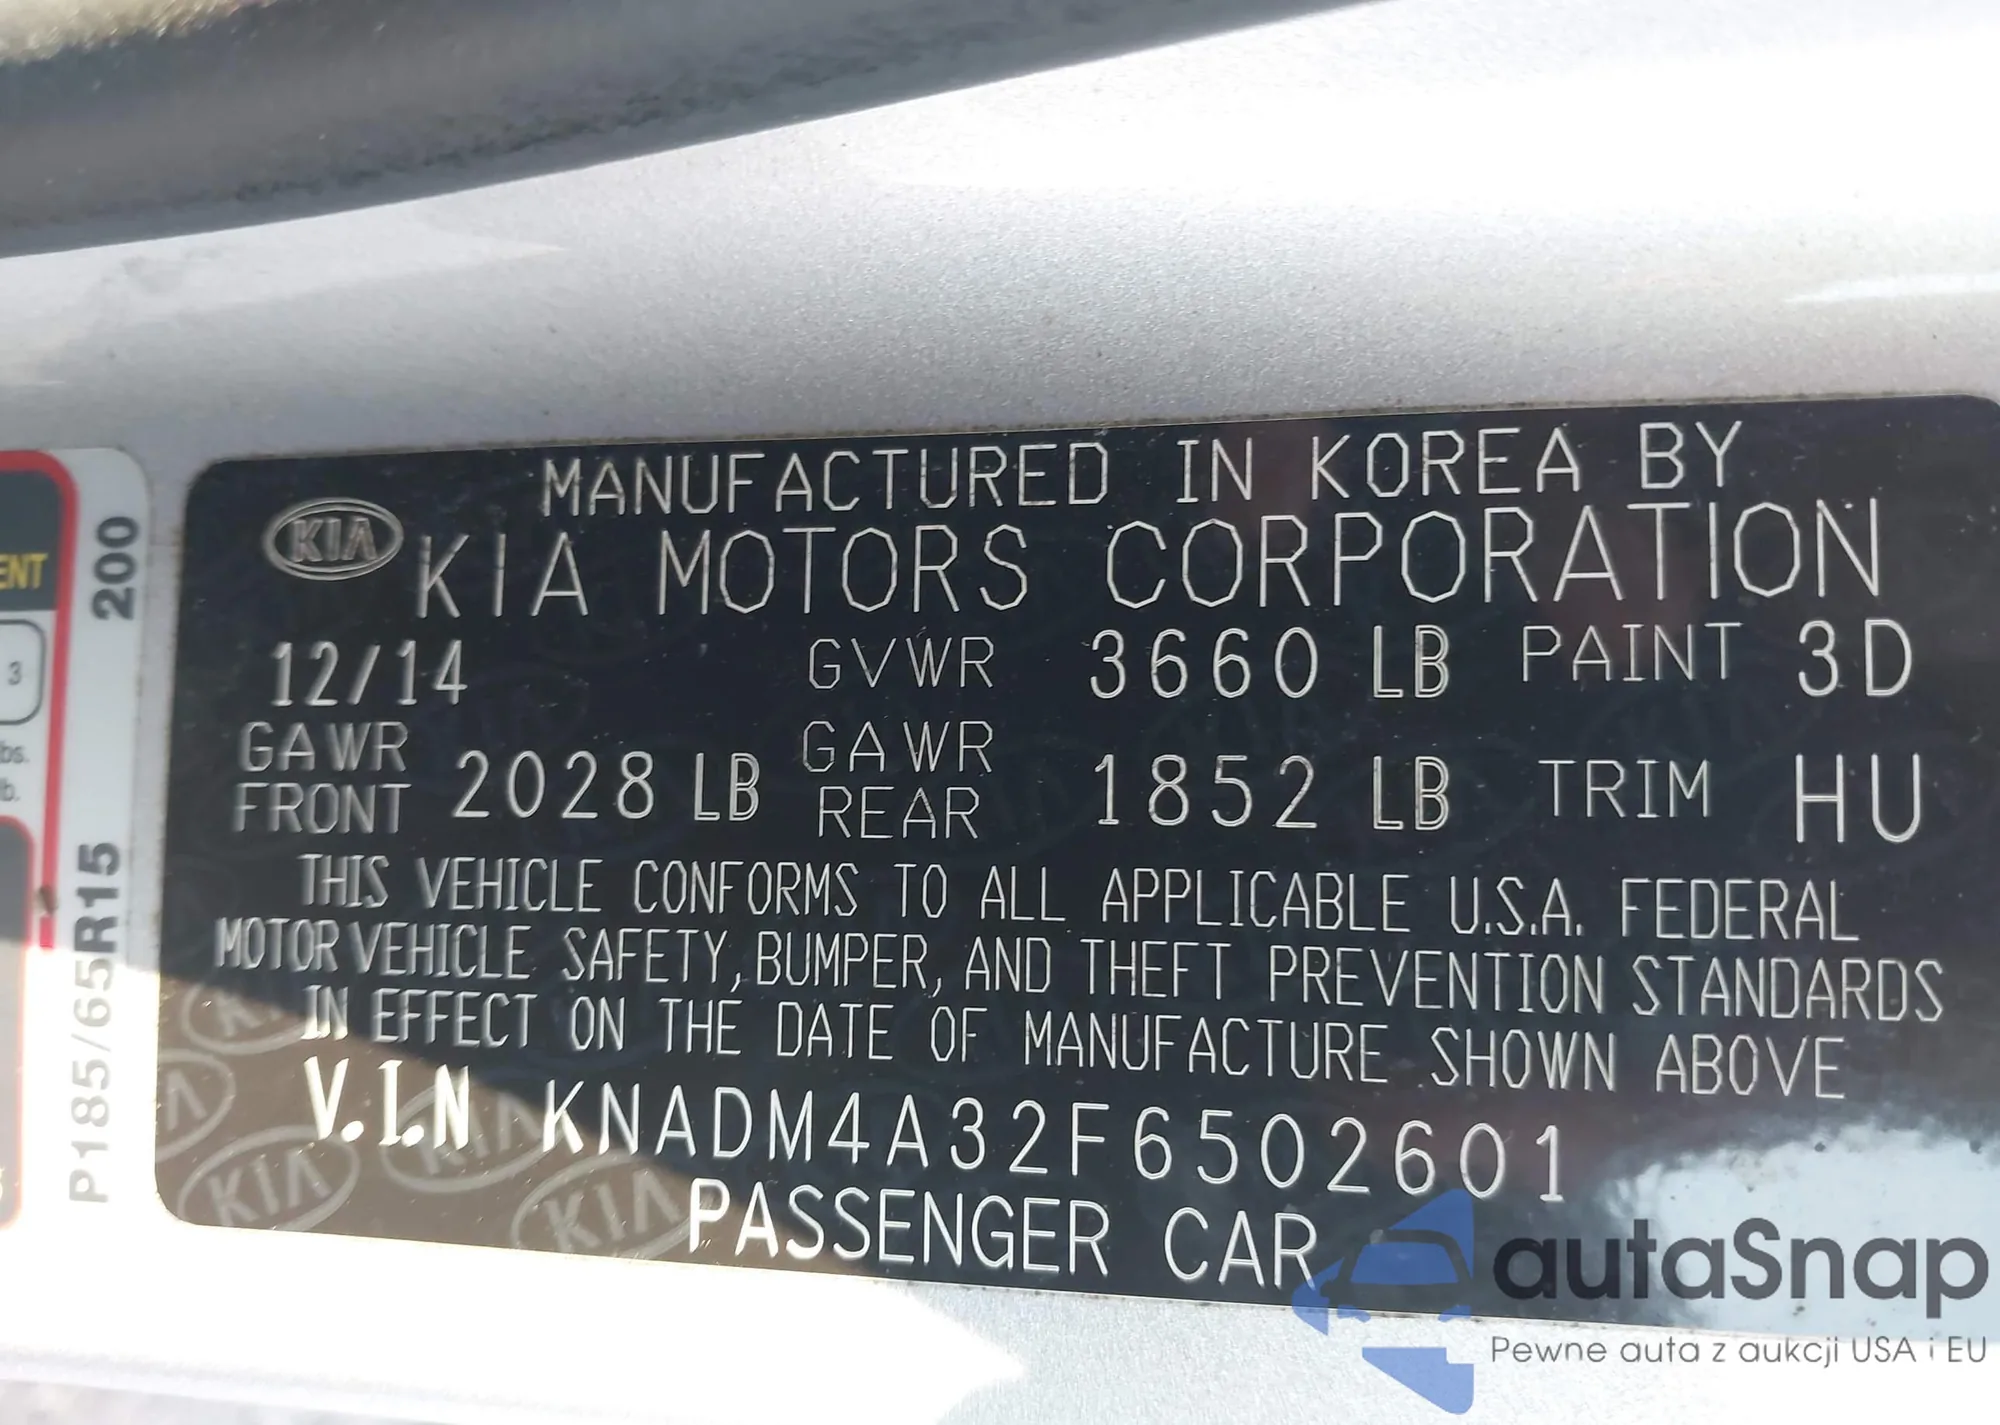 MANUFACTURED IN KOREA BY
KIA KIA MOTORS CORPORATION
12/14 GVWR 3660 LB PAINT 3D
GAWR FRONT 2028 LB GAWR REAR 1852 LB TRIM HU
THIS VEHICLE CONFORMS TO ALL APPLICABLE U.S.A. FEDERAL
MOTOR VEHICLE SAFETY, BUMPER, AND THEFT PREVENTION STANDARDS
IN EFFECT ON THE DATE OF MANUFACTURE SHOWN ABOVE
V.I.N KNADM4A32F6502601
PASSENGER CAR
P185/65R15 200
3
autaSnap
Pewne auta z aukcji USA i EU